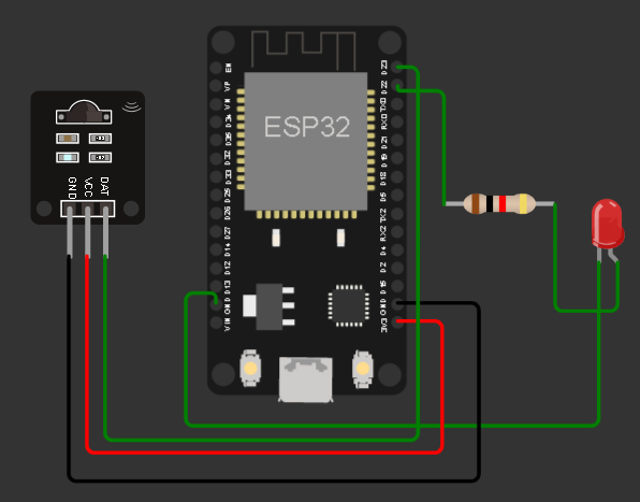 ESP32
GND
VCC
DAT
EN
VP
VN
D34
D35
D32
D33
D25
D26
D27
D14
D12
D13
GND
VIN
D23
D22
TX0
RX0
D21
D19
D18
D5
TX2
RX2
D4
D2
D15
GND
3V3